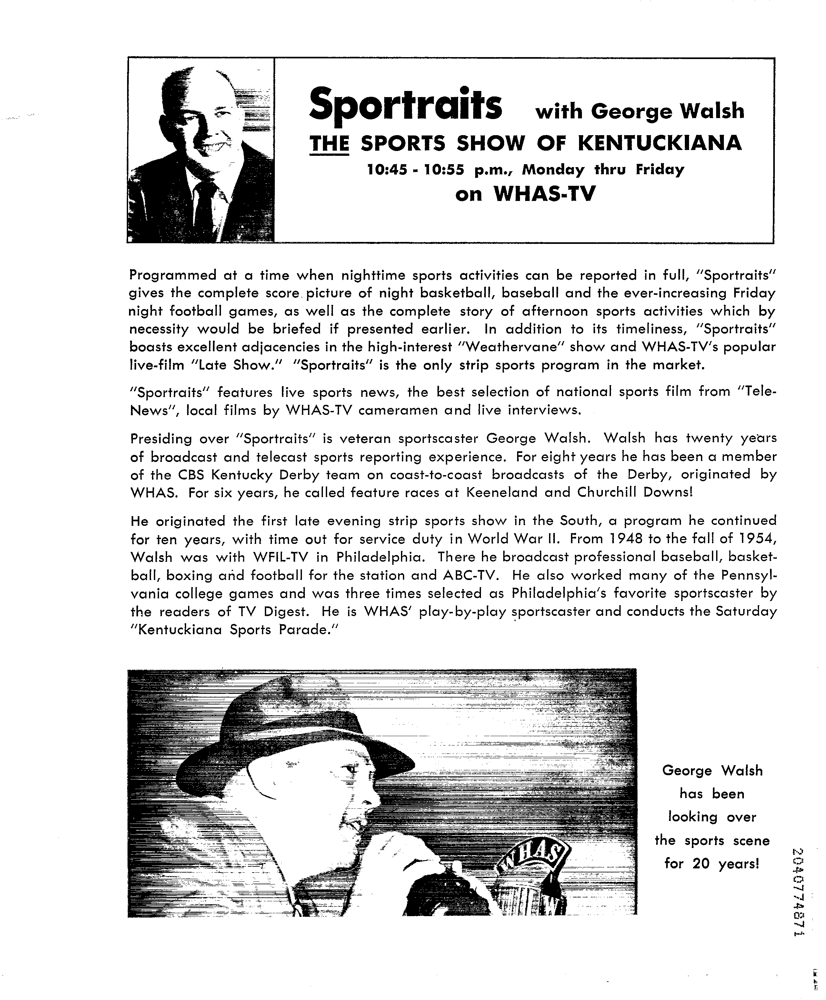 Sportraits with George Walsh
THE SPORTS SHOW OF KENTUCKIANA
10:45 - 10:55 p.m., Monday thru Friday
on WHAS-TV
Programmed at a time when nighttime sports activities can be reported in full, "Sportraits"
gives the complete score picture of night basketball, baseball and the ever-increasing Friday
night football games, as well as the complete story of afternoon sports activities which by
necessity would be briefed if presented earlier. In addition to its timeliness, "Sportraits"
boasts excellent adjacencies in the high-interest "Weathervane" show and WHAS-TV's popular
live-film "Late Show." "Sportraits" is the only strip sports program in the market.
"Sportraits" features live sports news, the best selection of national sports film from "Tele-
News", local films by WHAS-TV cameramen and live interviews.
Presiding over "Sportraits" is veteran sportscaster George Walsh. Walsh has twenty years
of broadcast and telecast sports reporting experience. For eight years he has been a member
of the CBS Kentucky Derby team on coast-to-coast broadcasts of the Derby, originated by
WHAS. For six years, he called feature races at Keeneland and Churchill Downs!
He originated the first late evening strip sports show in the South, a program he continued
for ten years, with time out for service duty in World War II. From 1948 to the fall of 1954,
Walsh was with WFIL-TV in Philadelphia. There he broadcast professional baseball, basket-
ball, boxing and football for the station and ABC-TV. He also worked many of the Pennsyl-
vania college games and was three times selected as Philadelphia's favorite sportscaster by
the readers of TV Digest. He is WHAS' play-by-play sportscaster and conducts the Saturday
"Kentuckiana Sports Parade."
WHAS
George Walsh
has been
looking over
the sports scene
for 20 years!
2040774871